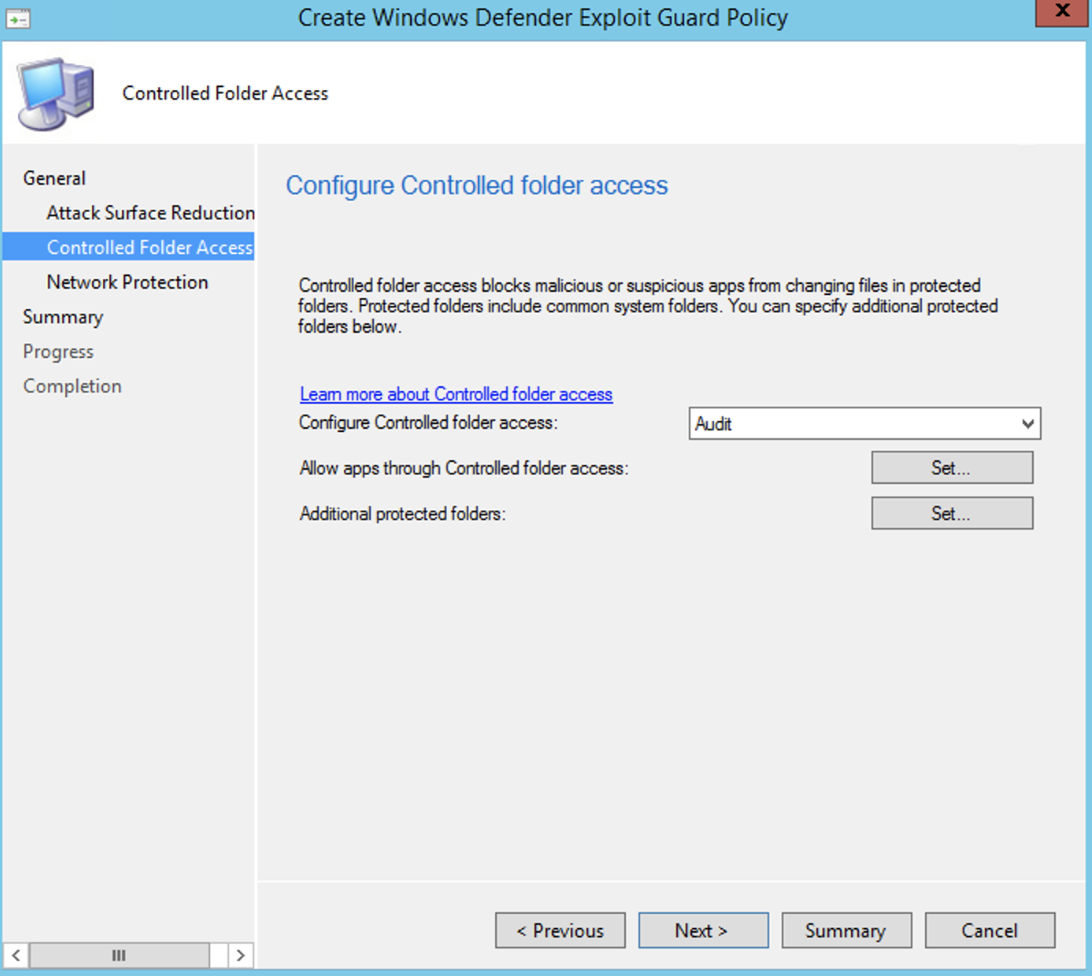 Create Windows Defender Exploit Guard Policy
X
Controlled Folder Access
General
Attack Surface Reduction
Controlled Folder Access
Network Protection
Summary
Progress
Completion
Configure Controlled folder access
Controlled folder access blocks malicious or suspicious apps from changing files in protected
folders. Protected folders include common system folders. You can specify additional protected
folders below.
Learn more about Controlled folder access
Configure Controlled folder access:
Audit
Allow apps through Controlled folder access:
Set...
Additional protected folders:
Set...
< Previous
Next >
Summary
Cancel